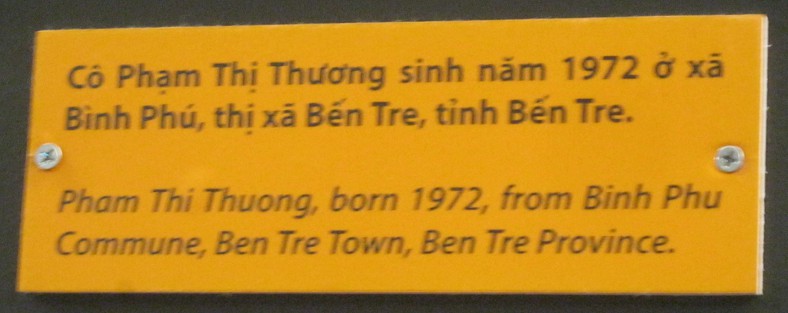 Cô Phạm Thị Thương sinh năm 1972 ở xã
Bình Phú, thị xã Bến Tre, tỉnh Bến Tre.
Pham Thi Thuong, born 1972, from Binh Phu
Commune, Ben Tre Town, Ben Tre Province.